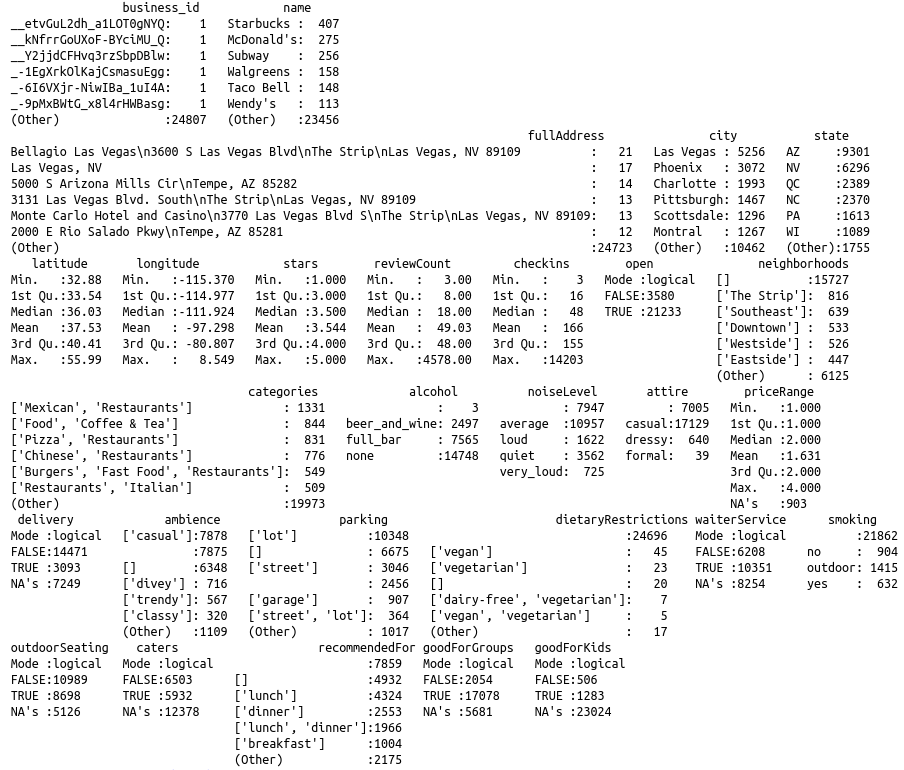 business_id name
__etvGuL2dh_a1LOT0gNYQ: 1 Starbucks : 407
__kNfrrGoUXoF-BYciMU_Q: 1 McDonald's: 275
__Y2jjdCFHvq3rzSbpDBlw: 1 Subway : 256
_-1EgXrkOlKajCsmasuEgg: 1 Walgreens : 158
_-6I6VXjr-NiwIBa_1uI4A: 1 Taco Bell : 148
_-9pMxBWtG_x8l4rHWBasg: 1 Wendy's : 113
(Other) :24807 (Other) :23456
fullAddress city state
Bellagio Las Vegas\n3600 S Las Vegas Blvd\nThe Strip\nLas Vegas, NV 89109 : 21 Las Vegas : 5256 AZ :9301
Las Vegas, NV : 17 Phoenix : 3072 NV :6296
5000 S Arizona Mills Cir\nTempe, AZ 85282 : 14 Charlotte : 1993 QC :2389
3131 Las Vegas Blvd. South\nThe Strip\nLas Vegas, NV 89109 : 13 Pittsburgh: 1467 NC :2370
Monte Carlo Hotel and Casino\n3770 Las Vegas Blvd S\nThe Strip\nLas Vegas, NV 89109: 13 Scottsdale: 1296 PA :1613
2000 E Rio Salado Pkwy\nTempe, AZ 85281 : 12 Montral : 1267 WI :1089
(Other) :24723 (Other) :10462 (Other):1755
latitude longitude stars reviewCount checkins open neighborhoods
Min. :32.88 Min. :-115.370 Min. :1.000 Min. : 3.00 Min. : 3 Mode :logical [] :15727
1st Qu.:33.54 1st Qu.:-114.977 1st Qu.:3.000 1st Qu.: 8.00 1st Qu.: 16 FALSE:3580 ['The Strip']: 816
Median :36.03 Median :-111.924 Median :3.500 Median : 18.00 Median : 48 TRUE :21233 ['Southeast']: 639
Mean :37.53 Mean : -97.298 Mean :3.544 Mean : 49.03 Mean : 166 ['Downtown'] : 533
3rd Qu.:40.41 3rd Qu.: -80.807 3rd Qu.:4.000 3rd Qu.: 48.00 3rd Qu.: 155 ['Westside'] : 526
Max. :55.99 Max. : 8.549 Max. :5.000 Max. :4578.00 Max. :14203 ['Eastside'] : 447
(Other) : 6125
categories alcohol noiseLevel attire priceRange
['Mexican', 'Restaurants'] : 1331 : 3 : 7947 : 7005 Min. :1.000
['Food', 'Coffee & Tea'] : 844 beer_and_wine: 2497 average :10957 casual:17129 1st Qu.:1.000
['Pizza', 'Restaurants'] : 831 full_bar : 7565 loud : 1622 dressy: 640 Median :2.000
['Chinese', 'Restaurants'] : 776 none :14748 quiet : 3562 formal: 39 Mean :1.631
['Burgers', 'Fast Food', 'Restaurants']: 549 very_loud: 725 3rd Qu.:2.000
['Restaurants', 'Italian'] : 509 Max. :4.000
(Other) :19973 NA's :903
delivery ambience parking dietaryRestrictions waiterService smoking
Mode :logical ['casual']:7878 ['lot'] :10348 :24696 Mode :logical :21862
FALSE:14471 :7875 [] : 6675 ['vegan'] : 45 FALSE:6208 no : 904
TRUE :3093 [] :6348 ['street'] : 3046 ['vegetarian'] : 23 TRUE :10351 outdoor: 1415
NA's :7249 ['divey'] : 716 : 2456 [] : 20 NA's :8254 yes : 632
['trendy']: 567 ['garage'] : 907 ['dairy-free', 'vegetarian']: 7
['classy']: 320 ['street', 'lot']: 364 ['vegan', 'vegetarian'] : 5
(Other) :1109 (Other) : 1017 (Other) : 17
outdoorSeating caters recommendedFor goodForGroups goodForKids
Mode :logical Mode :logical :7859 Mode :logical Mode :logical
FALSE:10989 FALSE:6503 [] :4932 FALSE:2054 FALSE:506
TRUE :8698 TRUE :5932 ['lunch'] :4324 TRUE :17078 TRUE :1283
NA's :5126 NA's :12378 ['dinner'] :2553 NA's :5681 NA's :23024
['lunch', 'dinner']:1966
['breakfast'] :1004
(Other) :2175